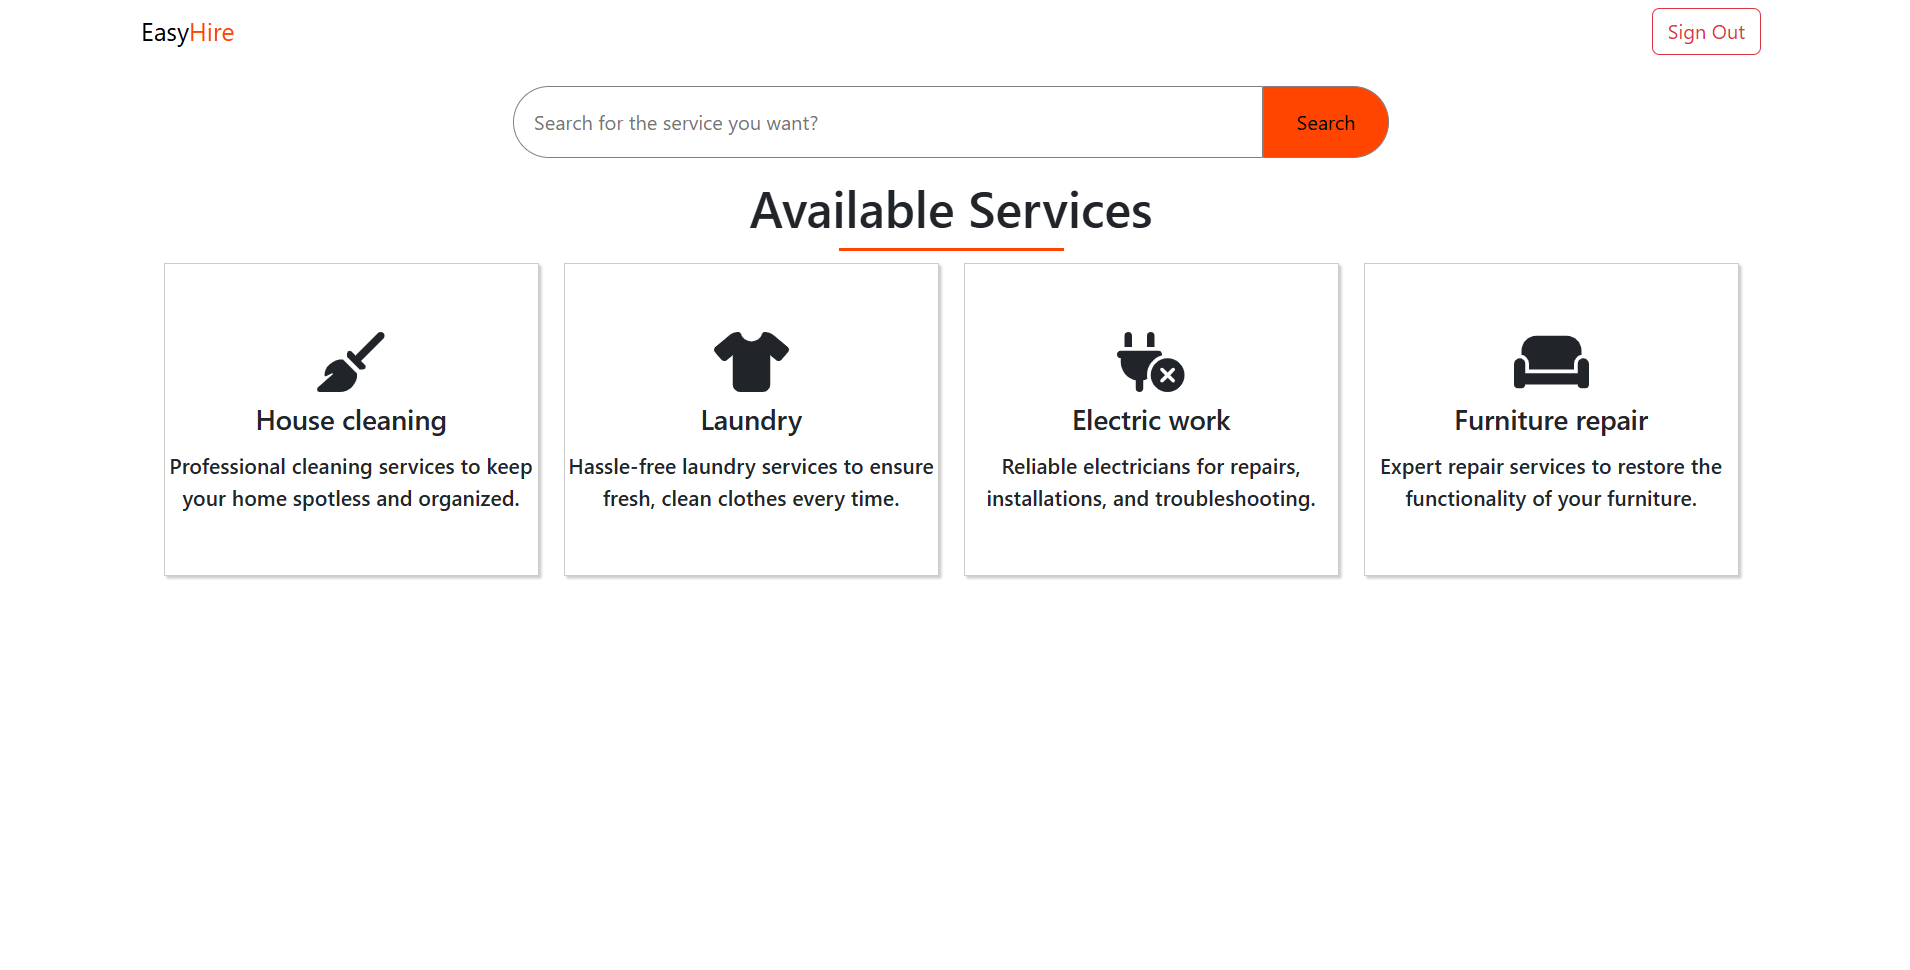 EasyHire
Sign Out
Search for the service you want?
Search
Available Services
House cleaning
Professional cleaning services to keep
your home spotless and organized.
Laundry
Hassle-free laundry services to ensure
fresh, clean clothes every time.
Electric work
Reliable electricians for repairs,
installations, and troubleshooting.
Furniture repair
Expert repair services to restore the
functionality of your furniture.